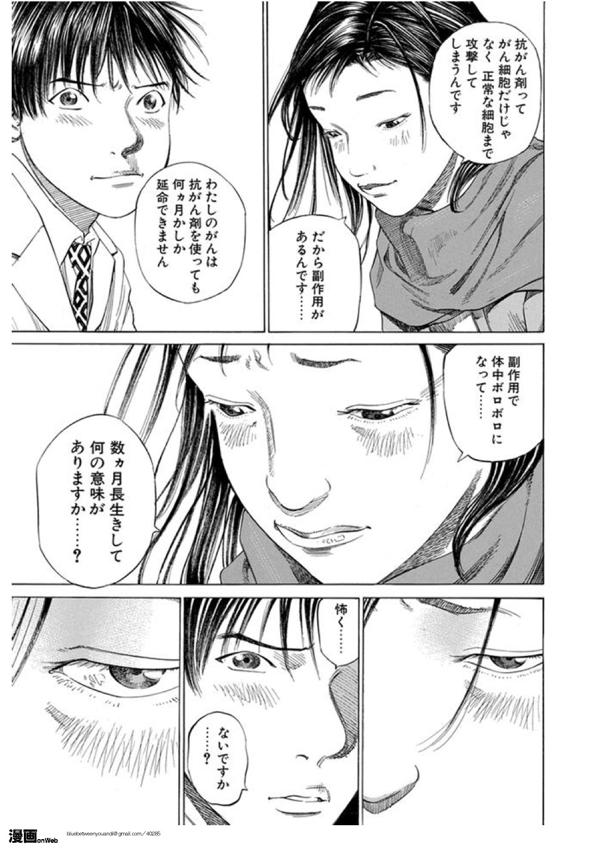 抗がん剤って
がん細胞だけじゃ
なく 正常な細胞まで
攻撃して
しまうんです
だから副作用が
あるんです……
わたしのがんは
抗がん剤を使っても
何ヵ月かしか
延命できません
副作用で
体中ボロボロに
なって……
数ヵ月長生きして
何の意味が
ありますか……?
怖く……
ないですか
……?
漫画 on Web
bluebetweenyouandi@gmail.com/40285